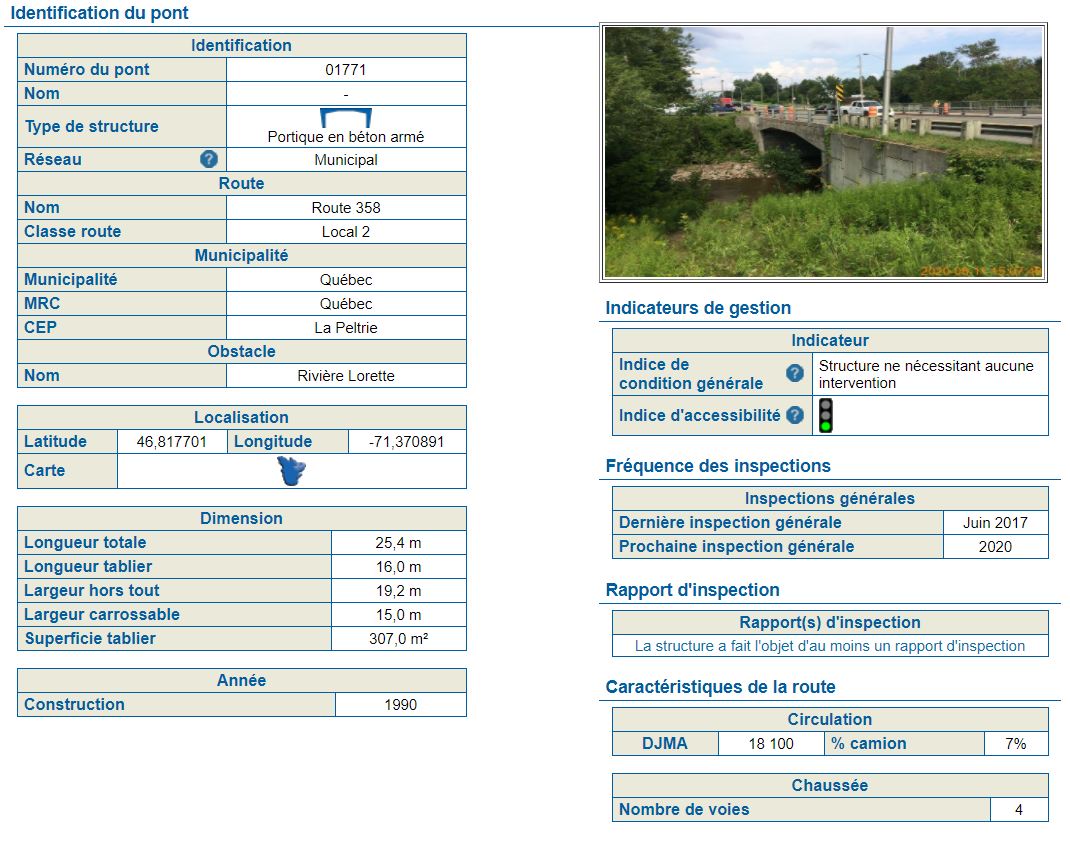 Identification du pont
Identification
Numéro du pont 01771
Nom -
Type de structure Portique en béton armé
Réseau ? Municipal
Route
Nom Route 358
Classe route Local 2
Municipalité
Municipalité Québec
MRC Québec
CEP La Peltrie
Obstacle
Nom Rivière Lorette
Localisation
Latitude 46,817701 Longitude -71,370891
Carte
Dimension
Longueur totale 25,4 m
Longueur tablier 16,0 m
Largeur hors tout 19,2 m
Largeur carrossable 15,0 m
Superficie tablier 307,0 m²
Année
Construction 1990
Indicateurs de gestion
Indicateur
Indice de
condition générale ? Structure ne nécessitant aucune
intervention
Indice d'accessibilité ?
Fréquence des inspections
Inspections générales
Dernière inspection générale Juin 2017
Prochaine inspection générale 2020
Rapport d'inspection
Rapport(s) d'inspection
La structure a fait l'objet d'au moins un rapport d'inspection
Caractéristiques de la route
Circulation
DJMA 18 100 % camion 7%
Chaussée
Nombre de voies 4